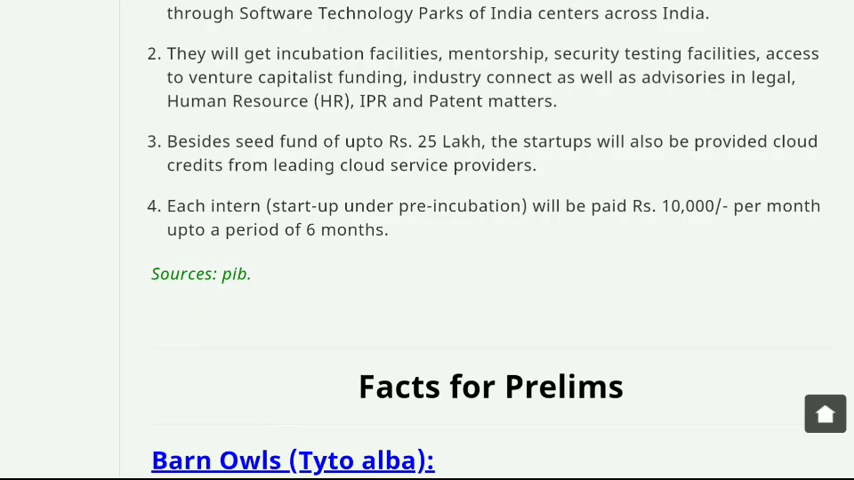 through Software Technology Parks of India centers across India.
2. They will get incubation facilities, mentorship, security testing facilities, access
to venture capitalist funding, industry connect as well as advisories in legal,
Human Resource (HR), IPR and Patent matters.
3. Besides seed fund of upto Rs. 25 Lakh, the startups will also be provided cloud
credits from leading cloud service providers.
4. Each intern (start-up under pre-incubation) will be paid Rs. 10,000/- per month
upto a period of 6 months.
Sources: pib.
Facts for Prelims
Barn Owls (Tyto alba):